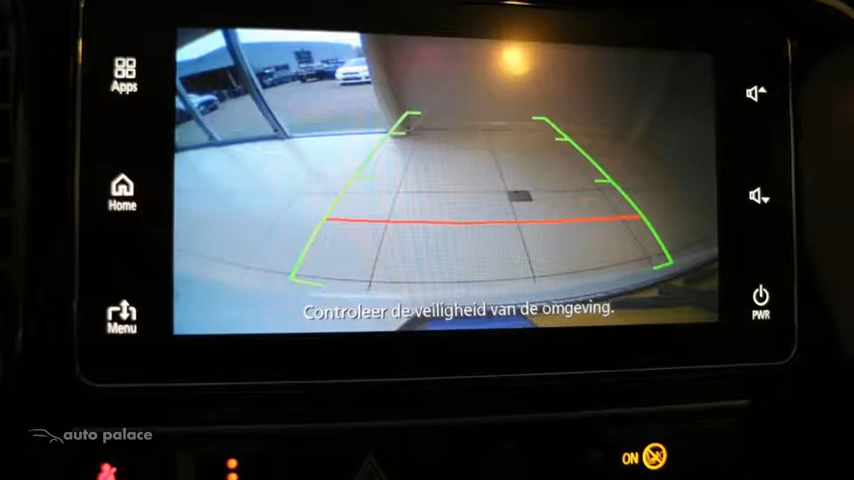 Apps
Home
Menu
PWR
Controleer de veiligheid van de omgeving.
auto palace
ON